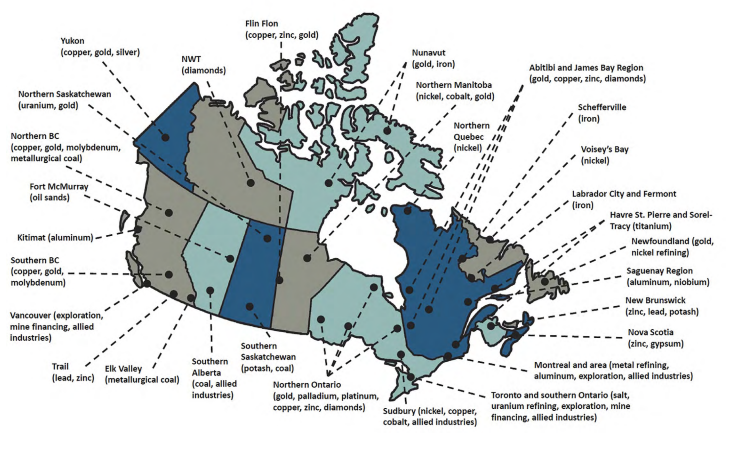 Flin Flon
(copper, zinc, gold)
Yukon
(copper, gold, silver)
NWT
(diamonds)
Nunavut
(gold, iron)
Abitibi and James Bay Region
(gold, copper, zinc, diamonds)
Northern Saskatchewan
(uranium, gold)
Northern Manitoba
(nickel, cobalt, gold)
Schefferville
(iron)
Northern BC
(copper, gold, molybdenum,
metallurgical coal)
Northern
Quebec
(nickel)
Voisey's Bay
(nickel)
Fort McMurray
(oil sands)
Labrador City and Fermont
(iron)
Havre St. Pierre and Sorel-
Tracy (titanium)
Kitimat (aluminum)
Newfoundland (gold,
nickel refining)
Southern BC
(copper, gold,
molybdenum)
Saguenay Region
(aluminum, niobium)
New Brunswick
(zinc, lead, potash)
Vancouver (exploration,
mine financing, allied
industries)
Nova Scotia
(zinc, gypsum)
Trail
(lead, zinc)
Elk Valley
(metallurgical coal)
Southern
Alberta
(coal, allied
industries)
Southern
Saskatchewan
(potash, coal)
Northern Ontario
(gold, palladium, platinum,
copper, zinc, diamonds)
Montreal and area (metal refining,
aluminum, exploration, allied industries)
Sudbury (nickel, copper,
cobalt, allied industries)
Toronto and southern Ontario (salt,
uranium refining, exploration, mine
financing, allied industries)